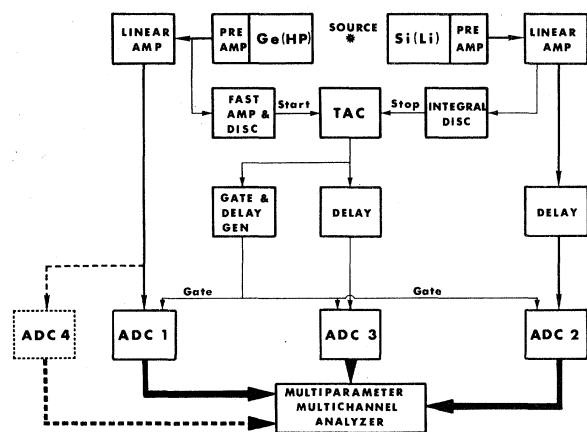 LINEAR
AMP
PRE
AMP
Ge(HP)
SOURCE
Si(Li)
PRE
AMP
LINEAR
AMP
FAST
AMP &
DISC
Start
TAC
Stop
INTEGRAL
DISC
GATE &
DELAY
GEN
DELAY
DELAY
Gate
Gate
ADC 4
ADC 1
ADC 3
ADC 2
MULTIPARAMETER
MULTICHANNEL
ANALYZER